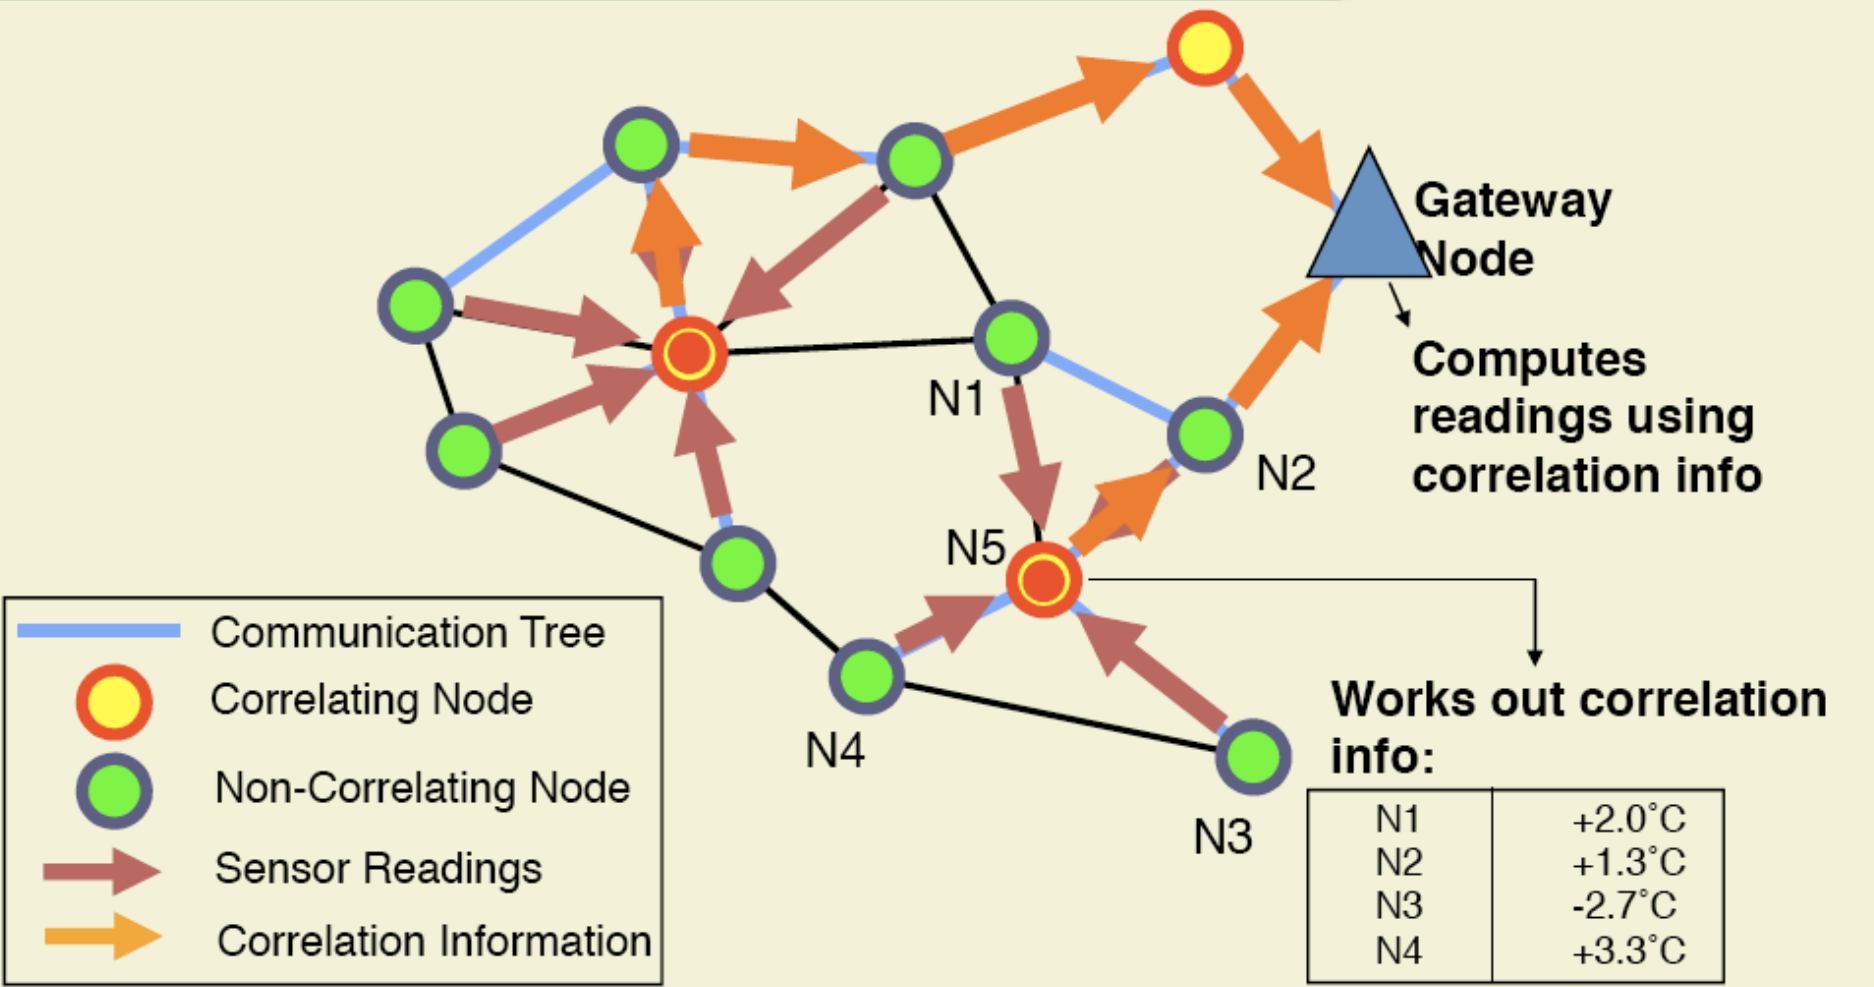 Gateway
Node
Computes
readings using
correlation info
N1
N2
N5
N4
N3
Communication Tree
Correlating Node
Non-Correlating Node
Sensor Readings
Correlation Information
Works out correlation
info:
N1 +2.0˚C
N2 +1.3˚C
N3 -2.7˚C
N4 +3.3˚C